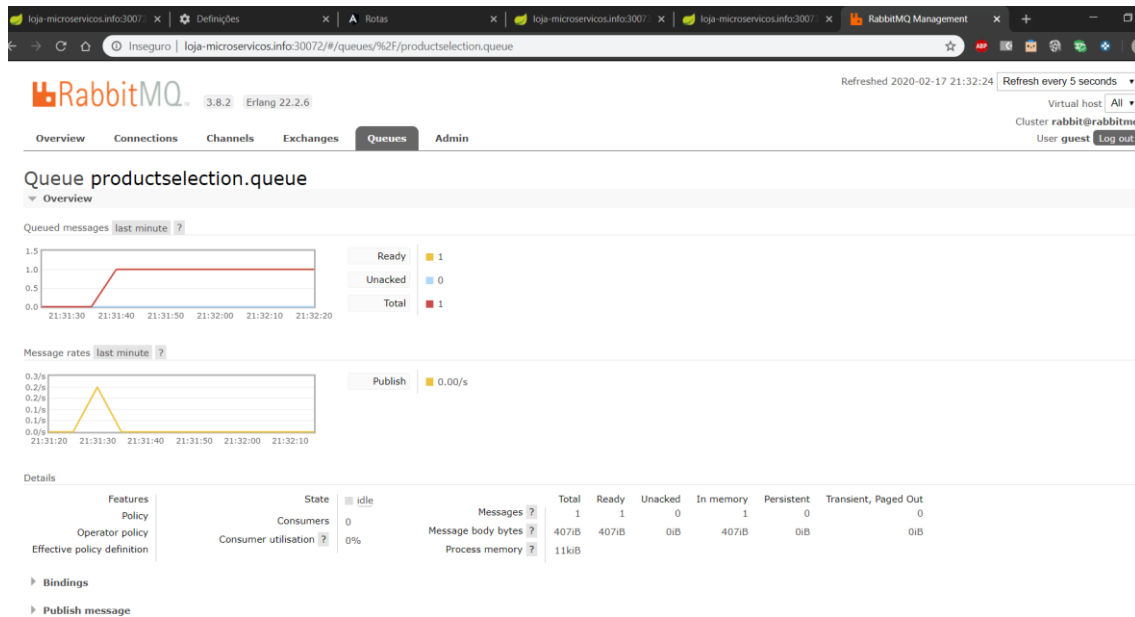 loja-microservicos.info:3007 × Definições × Rotas × loja-microservicos.info:3007 × loja-microservicos.info:3007 × RabbitMQ Management × +
Inseguro | loja-microservicos.info:30072/#/queues/%2F/productselection.queue
RabbitMQ 3.8.2 Erlang 22.2.6
Refreshed 2020-02-17 21:32:24 Refresh every 5 seconds
Virtual host All
Cluster rabbit@rabbitm
User guest Log out
Overview Connections Channels Exchanges Queues Admin
Queue productselection.queue
Overview
Queued messages last minute ?
1.5
1.0
0.5
0.0
21:31:30 21:31:40 21:31:50 21:32:00 21:32:10 21:32:20
Ready 1
Unacked 0
Total 1
Message rates last minute ?
0.3/s
0.2/s
0.2/s
0.1/s
0.1/s
0.0/s
21:31:20 21:31:30 21:31:40 21:31:50 21:32:00 21:32:10
Publish 0.00/s
Details
Features
Policy
Operator policy
Effective policy definition
State idle
Consumers 0
Consumer utilisation ? 0%
Total Ready Unacked In memory Persistent Transient, Paged Out
Messages ? 1 1 0 1 0 0
Message body bytes ? 407iB 407iB 0iB 407iB 0iB 0iB
Process memory ? 11kiB
Bindings
Publish message